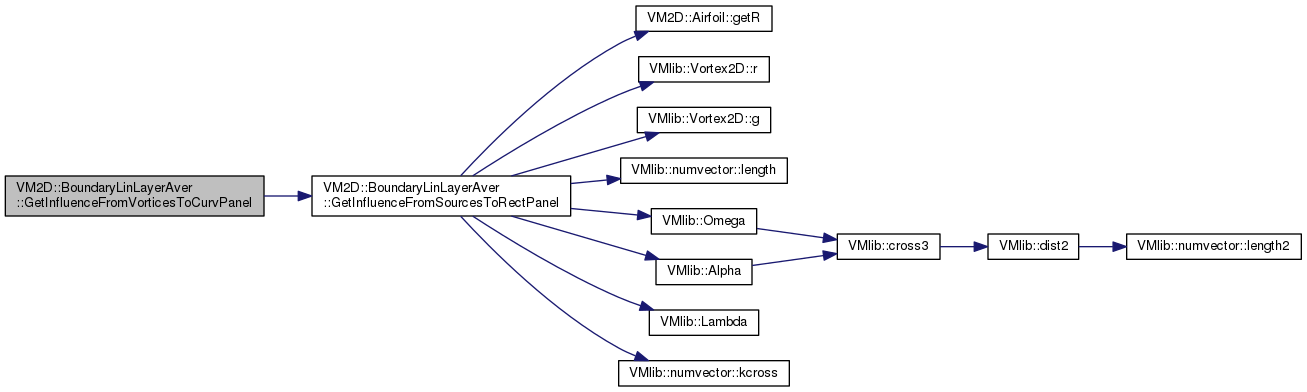 VM2D::BoundaryLinLayerAver
::GetInfluenceFromVorticesToCurvPanel
VM2D::BoundaryLinLayerAver
::GetInfluenceFromSourcesToRectPanel
VM2D::Airfoil::getR
VMlib::Vortex2D::r
VMlib::Vortex2D::g
VMlib::numvector::length
VMlib::Omega
VMlib::Alpha
VMlib::Lambda
VMlib::numvector::kcross
VMlib::cross3
VMlib::dist2
VMlib::numvector::length2